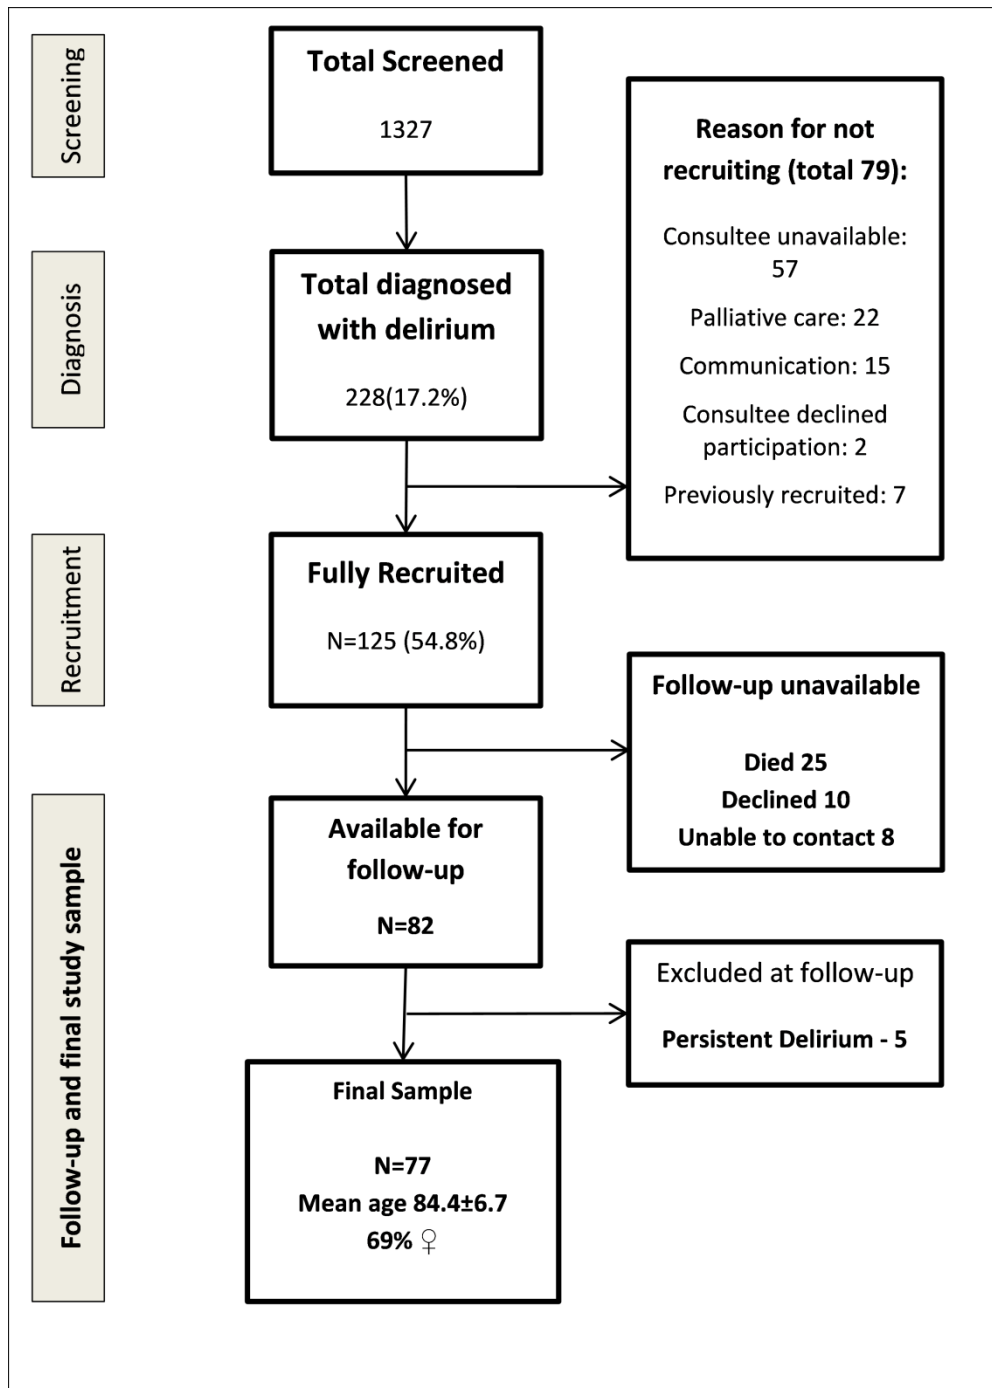 Screening
Total Screened
1327
Reason for not
recruiting (total 79):
Consultee unavailable:
57
Palliative care: 22
Communication: 15
Consultee declined
participation: 2
Previously recruited: 7
Diagnosis
Total diagnosed
with delirium
228(17.2%)
Recruitment
Fully Recruited
N=125 (54.8%)
Follow-up unavailable
Died 25
Declined 10
Unable to contact 8
Follow-up and final study sample
Available for
follow-up
N=82
Excluded at follow-up
Persistent Delirium - 5
Final Sample
N=77
Mean age 84.4±6.7
69% ♀